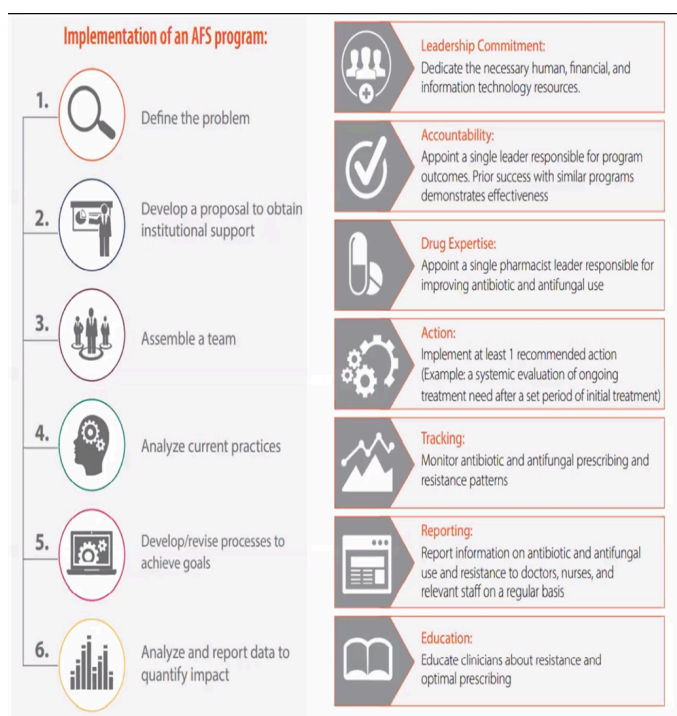 Implementation of an AFS program:
1.
Define the problem
2.
Develop a proposal to obtain
institutional support
3.
Assemble a team
4.
Analyze current practices
5.
Develop/revise processes to
achieve goals
6.
Analyze and report data to
quantify impact
Leadership Commitment:
Dedicate the necessary human, financial, and
information technology resources.
Accountability:
Appoint a single leader responsible for program
outcomes. Prior success with similar programs
demonstrates effectiveness
Drug Expertise:
Appoint a single pharmacist leader responsible for
improving antibiotic and antifungal use
Action:
Implement at least 1 recommended action
(Example: a systemic evaluation of ongoing
treatment need after a set period of initial treatment)
Tracking:
Monitor antibiotic and antifungal prescribing and
resistance patterns
Reporting:
Report information on antibiotic and antifungal
use and resistance to doctors, nurses, and
relevant staff on a regular basis
Education:
Educate clinicians about resistance and
optimal prescribing